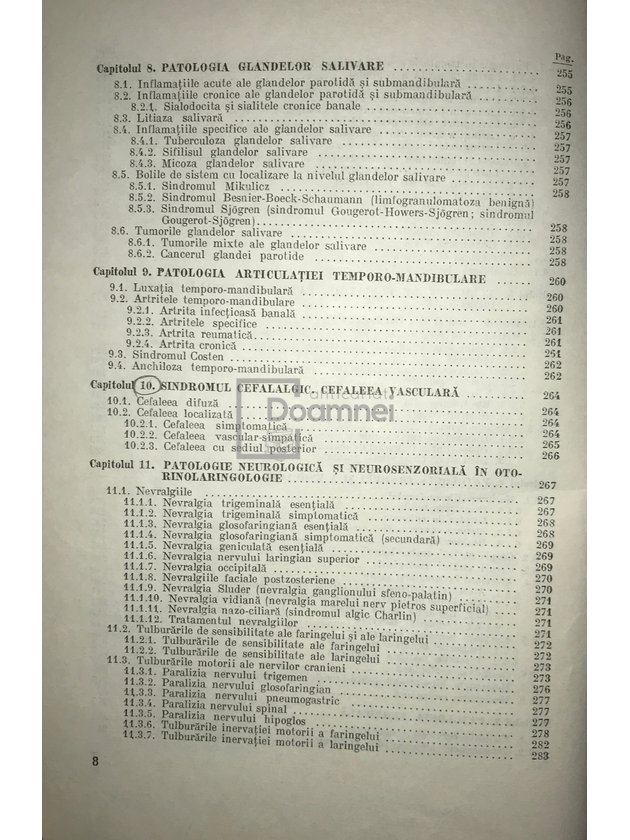 Pag.
Capitolul 8. PATOLOGIA GLANDELOR SALIVARE 255
8.1. Inflamațiile acute ale glandelor parotidă și submandibulară 255
8.2. Inflamațiile cronice ale glandelor parotidă și submandibulară 256
8.2.1. Sialodocita și sialitele cronice banale 256
8.3. Litiaza salivară 256
8.4. Inflamațiile specifice ale glandelor salivare 257
8.4.1. Tuberculoza glandelor salivare 257
8.4.2. Sifilisul glandelor salivare 257
8.4.3. Micoza glandelor salivare 257
8.5. Bolile de sistem cu localizare la nivelul glandelor salivare 257
8.5.1. Sindromul Mikulicz 258
8.5.2. Sindromul Besnier-Boeck-Schaumann (limfogranulomatoza benignă)
8.5.3. Sindromul Sjögren (sindromul Gougerot-Howers-Sjögren; sindromul
Gougerot-Sjögren) 258
8.6. Tumorile glandelor salivare 258
8.6.1. Tumorile mixte ale glandelor salivare 258
8.6.2. Cancerul glandei parotide 258
Capitolul 9. PATOLOGIA ARTICULAȚIEI TEMPORO-MANDIBULARE 260
9.1. Luxația temporo-mandibulară 260
9.2. Artritele temporo-mandibulare 260
9.2.1. Artrita infecțioasă banală 261
9.2.2. Artritele specifice 261
9.2.3. Artrita reumatică 261
9.2.4. Artrita cronică 261
9.3. Sindromul Costen 262
9.4. Anchiloza temporo-mandibulară 262
Capitolul 10. SINDROMUL CEFALALGIC. CEFALEEA VASCULARĂ 264
10.1. Cefaleea difuză 264
10.2. Cefaleea localizată 264
10.2.1. Cefaleea simptomatică 264
10.2.2. Cefaleea vascular-simpatică 265
10.2.3. Cefaleea cu sediul posterior 266
anticariat
Doamnei
Capitolul 11. PATOLOGIE NEUROLOGICĂ ȘI NEUROSENZORIALĂ ÎN OTO-
RINOLARINGOLOGIE 267
11.1. Nevralgiile 267
11.1.1. Nevralgia trigeminală esențială 267
11.1.2. Nevralgia trigeminală simptomatică 268
11.1.3. Nevralgia glosofaringiană esențială 268
11.1.4. Nevralgia glosofaringiană simptomatică (secundară) 269
11.1.5. Nevralgia geniculată esențială 269
11.1.6. Nevralgia nervului laringian superior 269
11.1.7. Nevralgia occipitală 270
11.1.8. Nevralgiile faciale postzosteriene 270
11.1.9. Nevralgia Sluder (nevralgia ganglionului sfeno-palatin) 271
11.1.10. Nevralgia vidiană (nevralgia marelui nerv pietros superficial) 271
11.1.11. Nevralgia nazo-ciliară (sindromul algic Charlin) 271
11.1.12. Tratamentul nevralgiilor 271
11.2. Tulburările de sensibilitate ale faringelui și ale laringelui 272
11.2.1. Tulburările de sensibilitate ale faringelui 272
11.2.2. Tulburările de sensibilitate ale laringelui 273
11.3. Tulburările motorii ale nervilor cranieni 273
11.3.1. Paralizia nervului trigemen 276
11.3.2. Paralizia nervului glosofaringian 277
11.3.3. Paralizia nervului pneumogastric 277
11.3.4. Paralizia nervului spinal 277
11.3.5. Paralizia nervului hipoglos 278
11.3.6. Tulburările inervației motorii a faringelui 282
11.3.7. Tulburările inervației motorii a laringelui 283
8